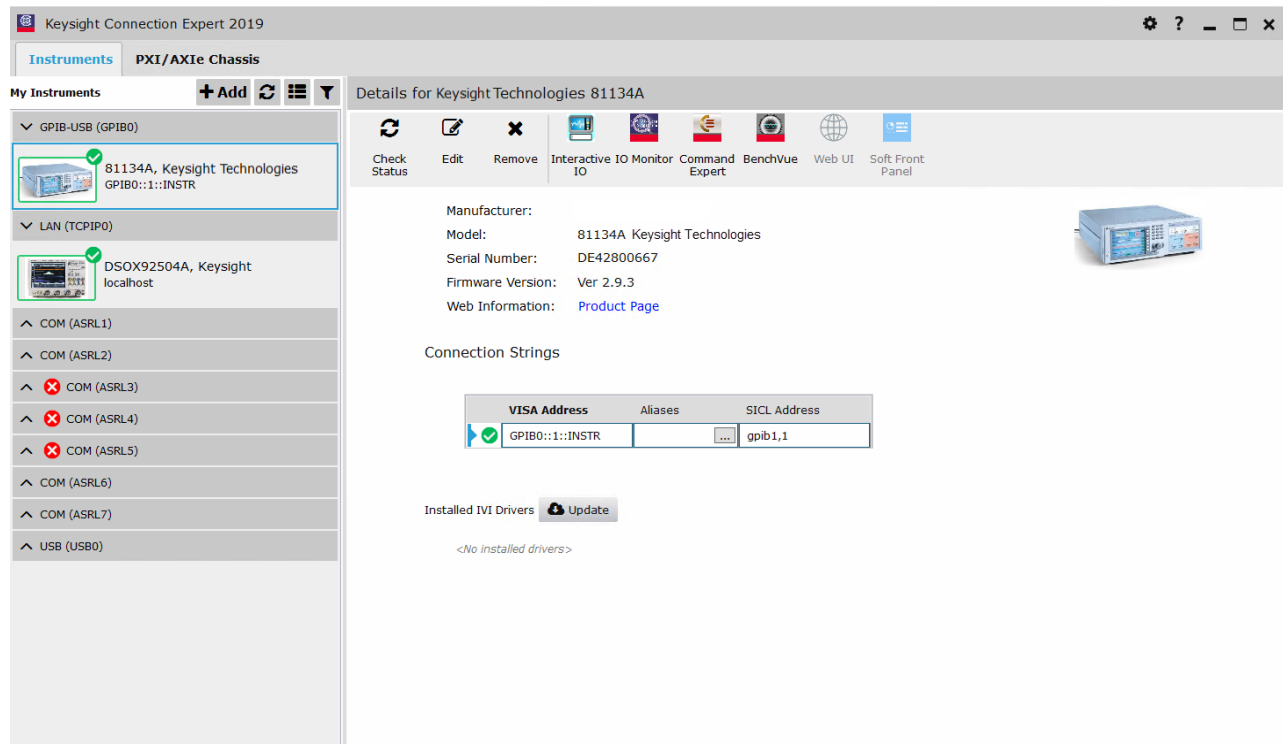 Keysight Connection Expert 2019
?
Instruments PXI/AXIe Chassis
My Instruments
Add
Details for Keysight Technologies 81134A
GPIB-USB (GPIB0)
81134A, Keysight Technologies
GPIB0::1::INSTR
LAN (TCPIP0)
DSOX92504A, Keysight
localhost
COM (ASRL1)
COM (ASRL2)
COM (ASRL3)
COM (ASRL4)
COM (ASRL5)
COM (ASRL6)
COM (ASRL7)
USB (USB0)
Check Status
Edit
Remove
Interactive IO
IO Monitor
Command Expert
BenchVue
Web UI
Soft Front Panel
Manufacturer:
Model: 81134A Keysight Technologies
Serial Number: DE42800667
Firmware Version: Ver 2.9.3
Web Information: Product Page
Connection Strings
VISA Address Aliases SICL Address
GPIB0::1::INSTR ... gpib1,1
Installed IVI Drivers Update
<No installed drivers>